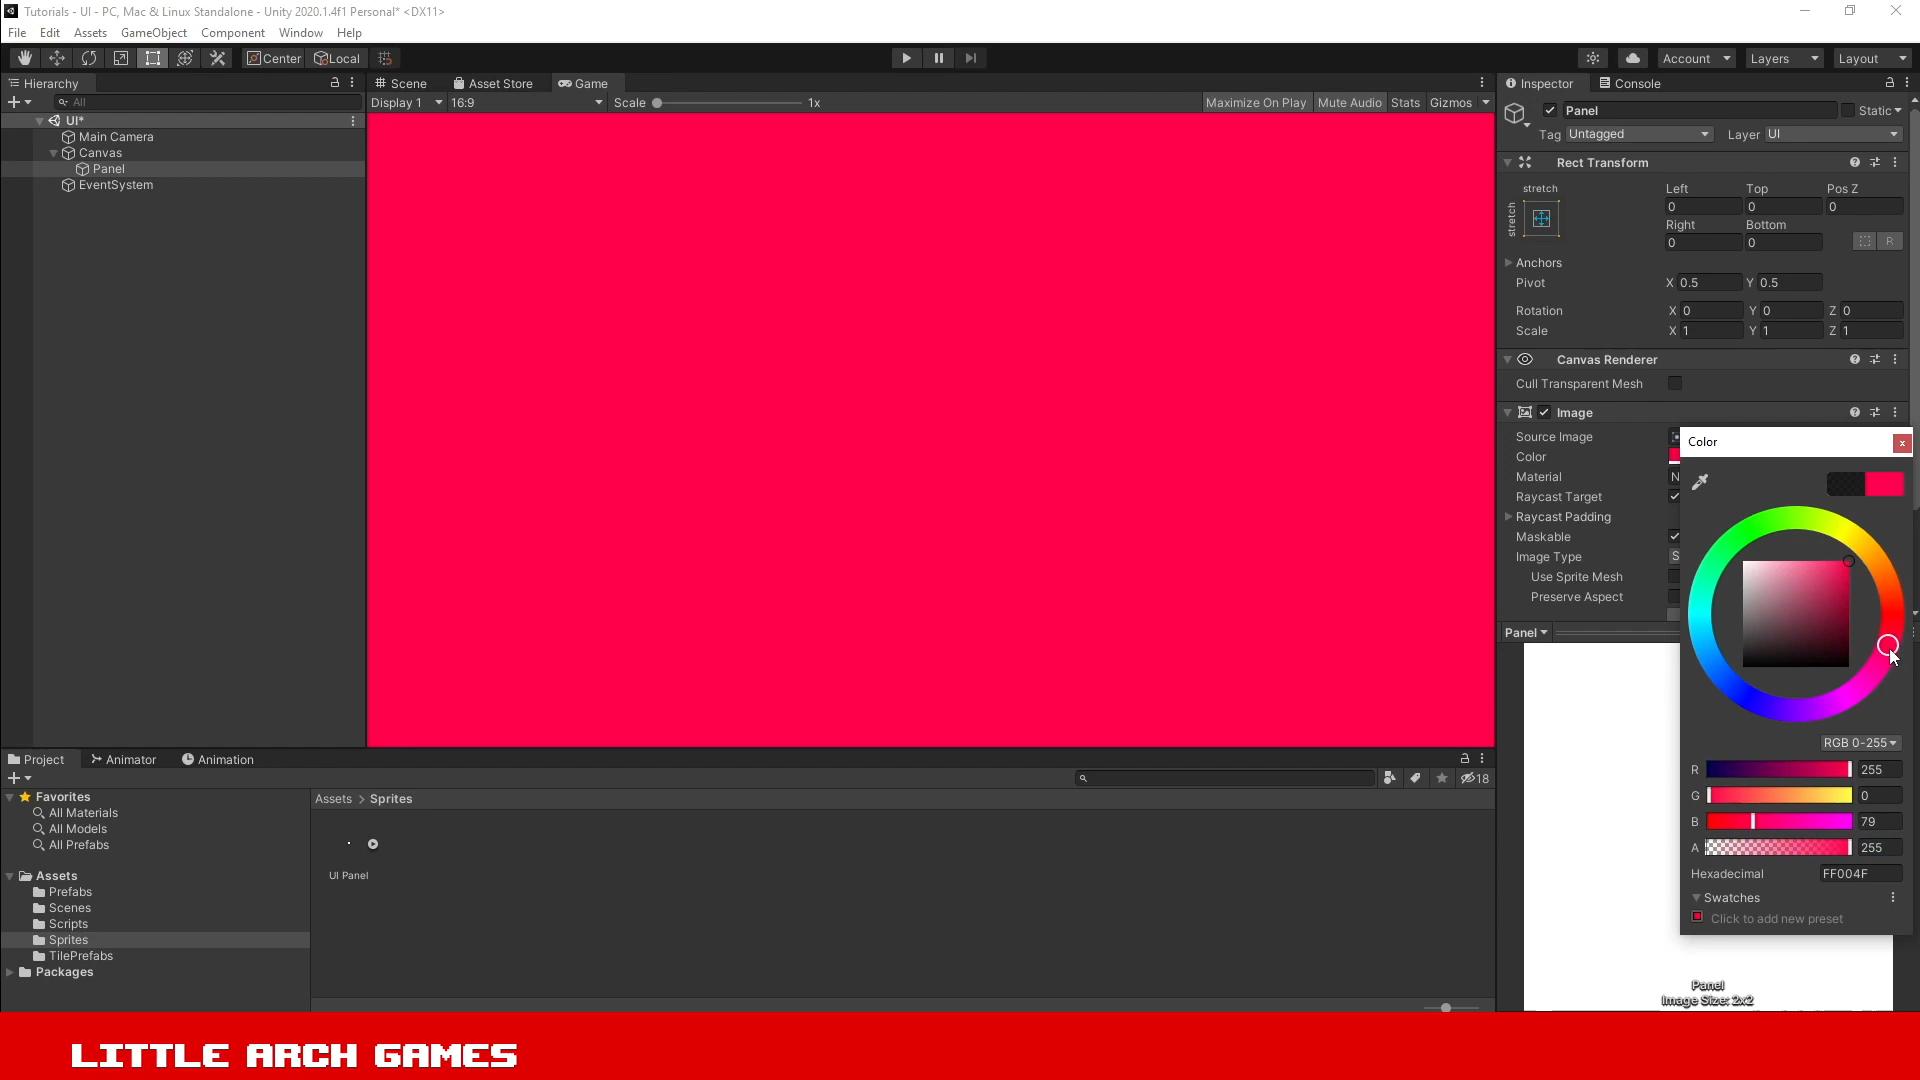 Tutorials - UI - PC, Mac & Linux Standalone - Unity 2020.1.4f1 Personal* <DX11>
File Edit Assets GameObject Component Window Help
Center Local Account Layers Layout
Hierarchy
All
UI*
Main Camera
Canvas
Panel
EventSystem
Scene Asset Store Game
Display 1 16:9 Scale 1x Maximize On Play Mute Audio Stats Gizmos
Inspector Console
Panel Static
Tag Untagged Layer UI
Rect Transform
stretch
stretch
Left Top Pos Z
0 0 0
Right Bottom
0 0 R
Anchors
Pivot X 0.5 Y 0.5
Rotation X 0 Y 0 Z 0
Scale X 1 Y 1 Z 1
Canvas Renderer
Cull Transparent Mesh
Image
Source Image
Color
Material N
Raycast Target
Raycast Padding
Maskable
Image Type S
Use Sprite Mesh
Preserve Aspect
Panel
Color
x
RGB 0-255
R 255
G 0
B 79
A 255
Hexadecimal FF004F
Swatches
Click to add new preset
Panel
Image Size: 2x2
Project Animator Animation
18
Favorites
All Materials
All Models
All Prefabs
Assets
Prefabs
Scenes
Scripts
Sprites
TilePrefabs
Packages
Assets > Sprites
UI Panel
LITTLE ARCH GAMES